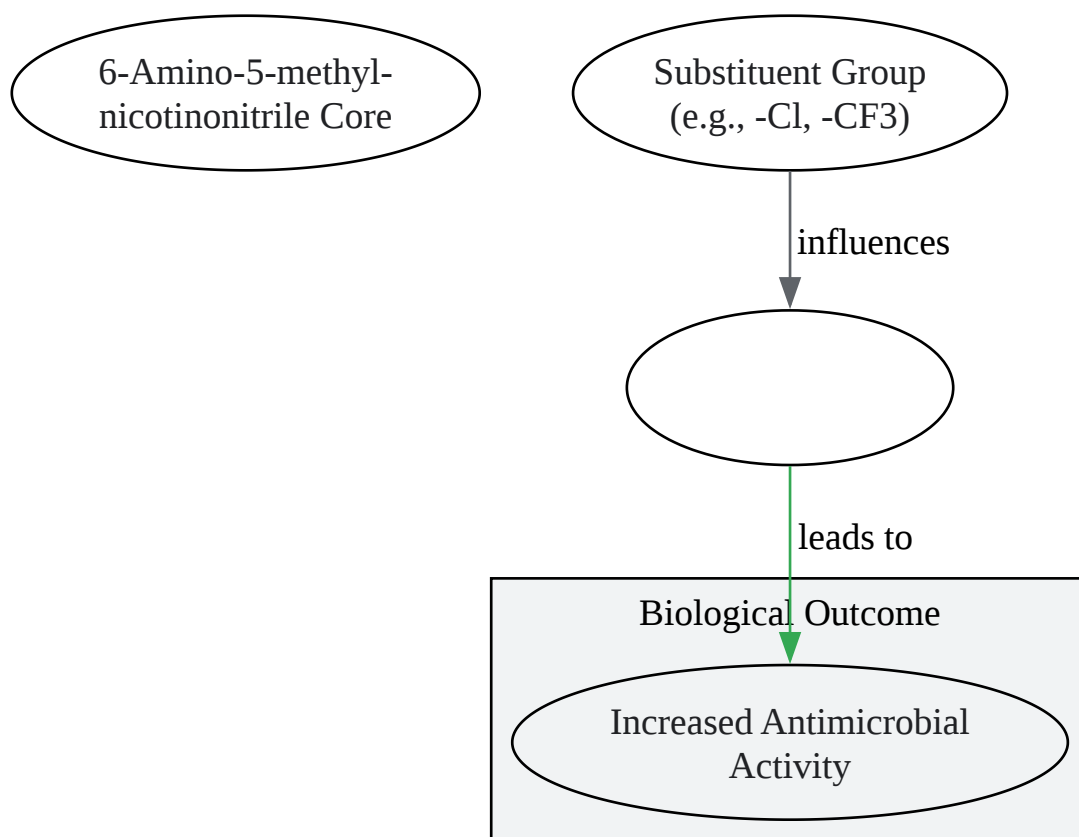 6-Amino-5-methyl-
nicotinonitrile Core
Substituent Group
(e.g., -Cl, -CF3)
influences
leads to
Biological Outcome
Increased Antimicrobial
Activity